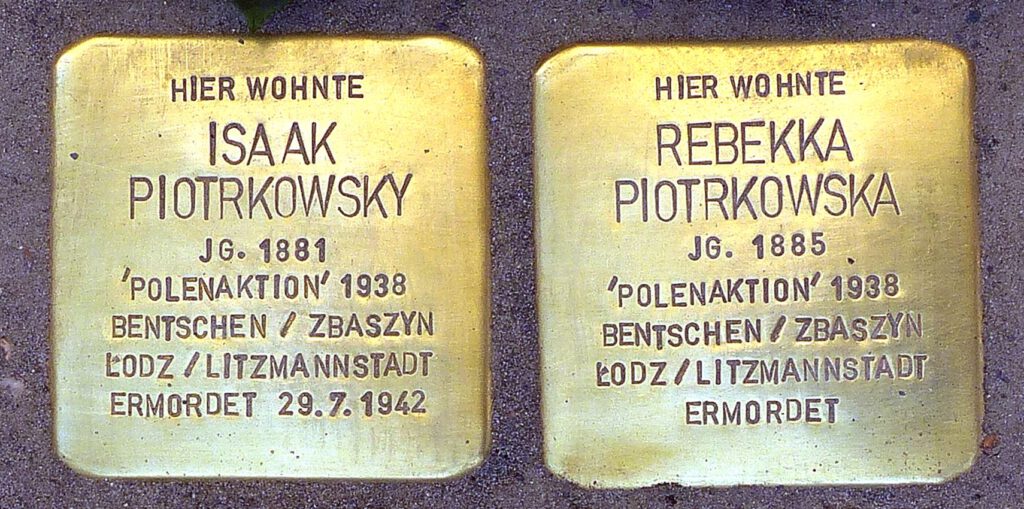 HIER WOHNTE
ISAAK
PIOTRKOWSKY
JG. 1881
'POLENAKTION' 1938
BENTSCHEN / ZBASZYN
ŁODZ / LITZMANNSTADT
ERMORDET 29.7.1942
HIER WOHNTE
REBEKKA
PIOTRKOWSKA
JG. 1885
'POLENAKTION' 1938
BENTSCHEN / ZBASZYN
ŁODZ / LITZMANNSTADT
ERMORDET